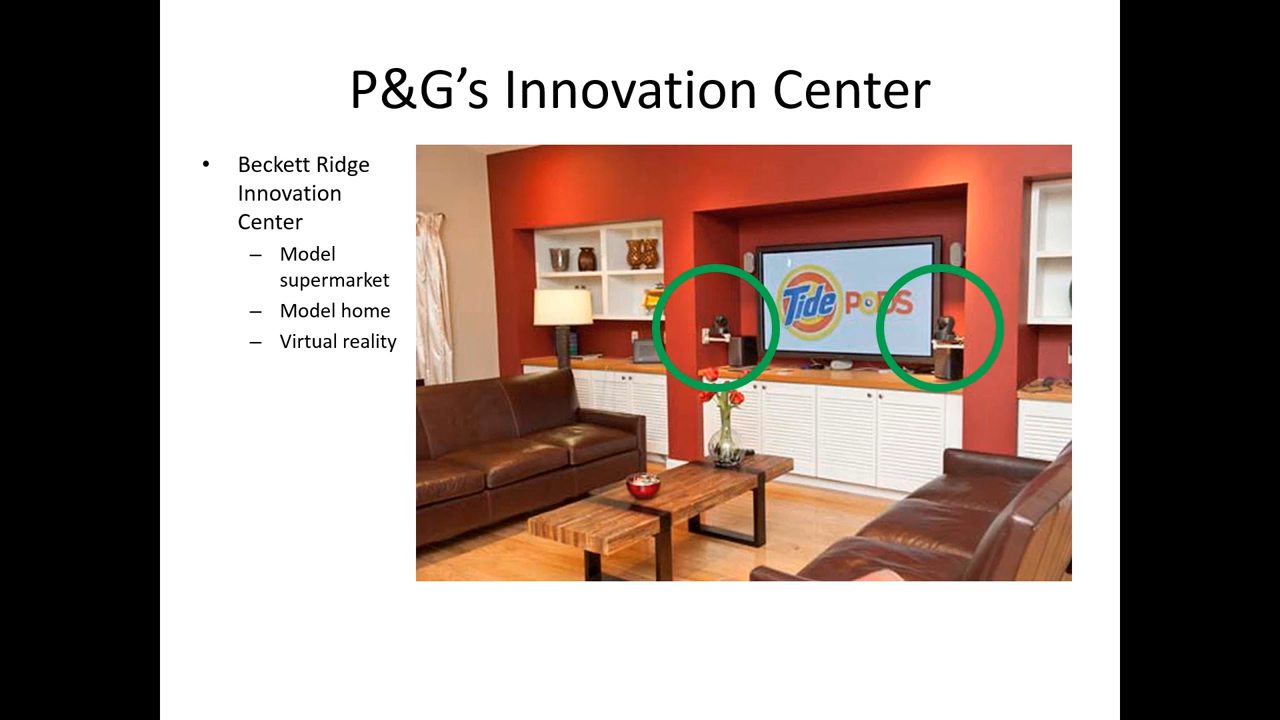 P&G’s Innovation Center
• Beckett Ridge
Innovation
Center
– Model
supermarket
– Model home
– Virtual reality
Tide PODS